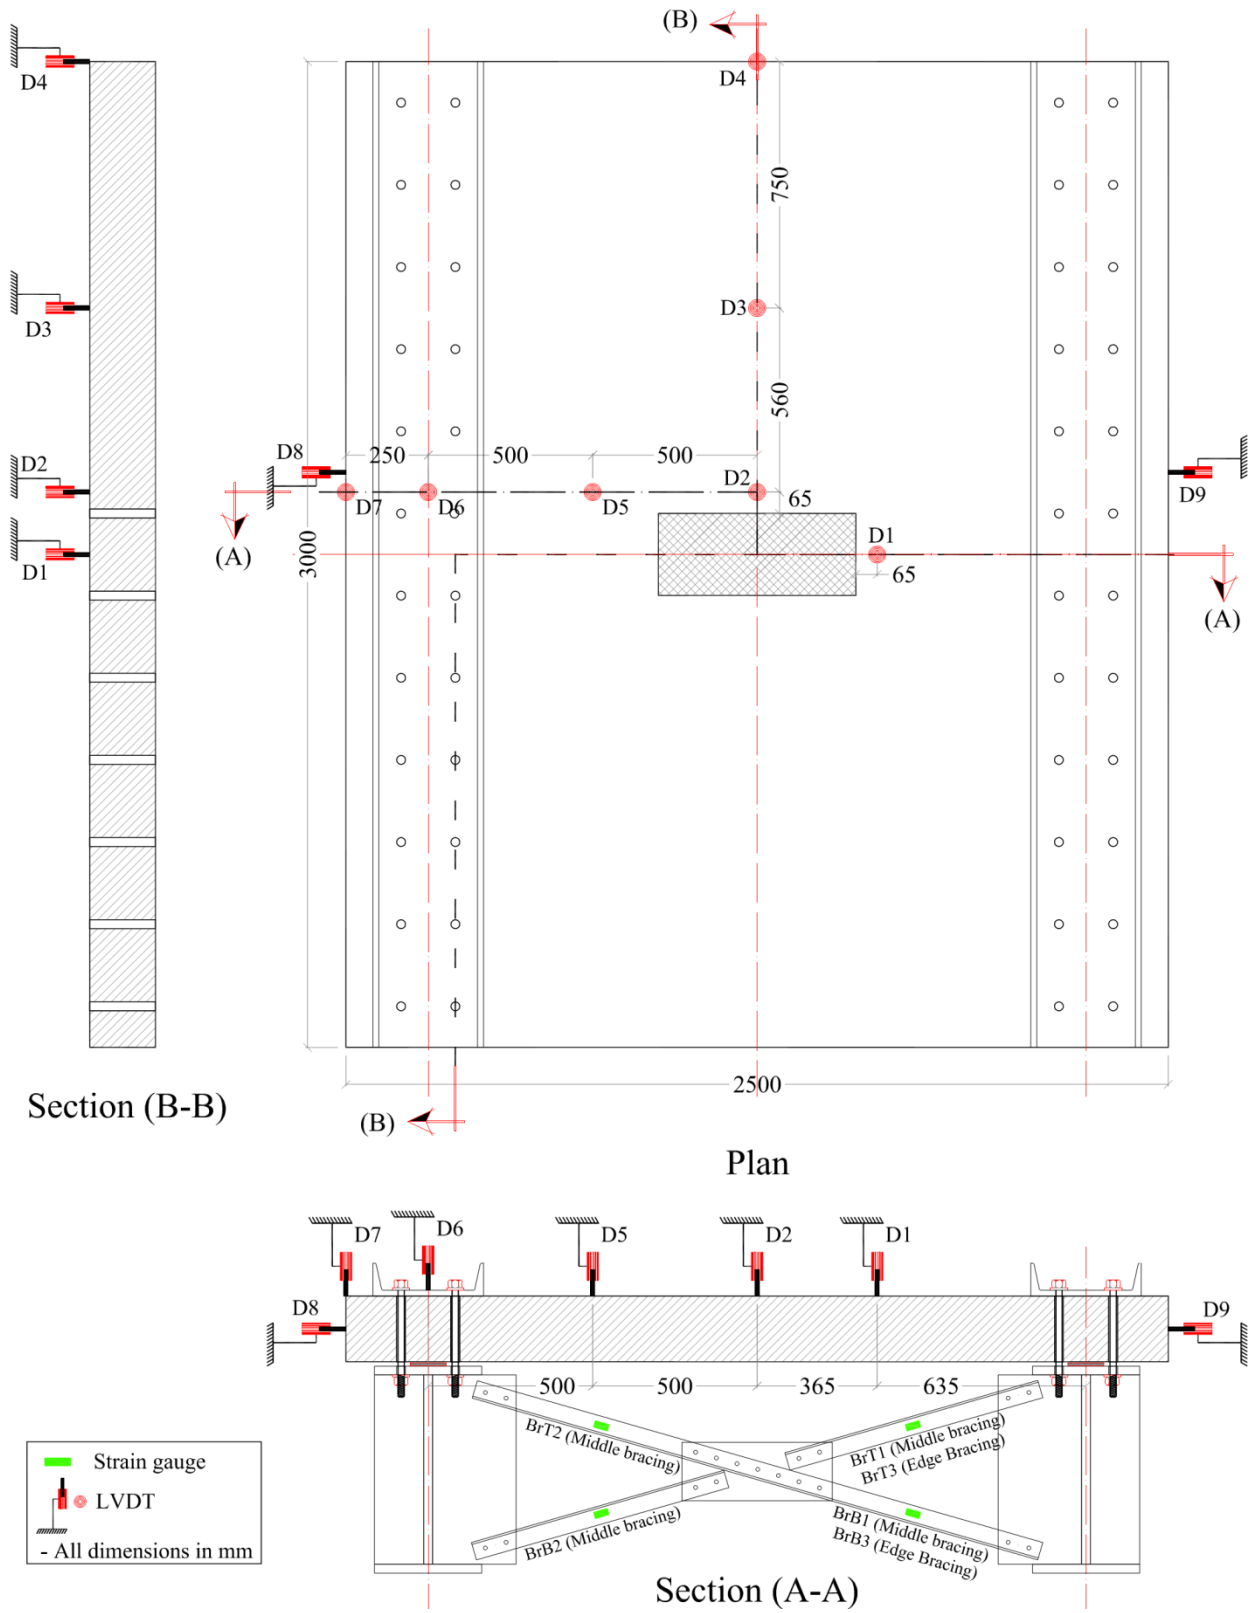 (B)
D4
D4
750
D3
D3
560
250
500
500
D8
D2
D2
D7
D6
D5
65
D9
D1
D1
65
(A)
(A)
3000
2500
Section (B-B)
(B)
Plan
D7
D6
D5
D2
D1
D8
D9
500
500
365
635
BrT2 (Middle bracing)
BrT1 (Middle bracing)
BrT3 (Edge Bracing)
BrB2 (Middle bracing)
BrB1 (Middle bracing)
BrB3 (Edge Bracing)
Strain gauge
LVDT
- All dimensions in mm
Section (A-A)